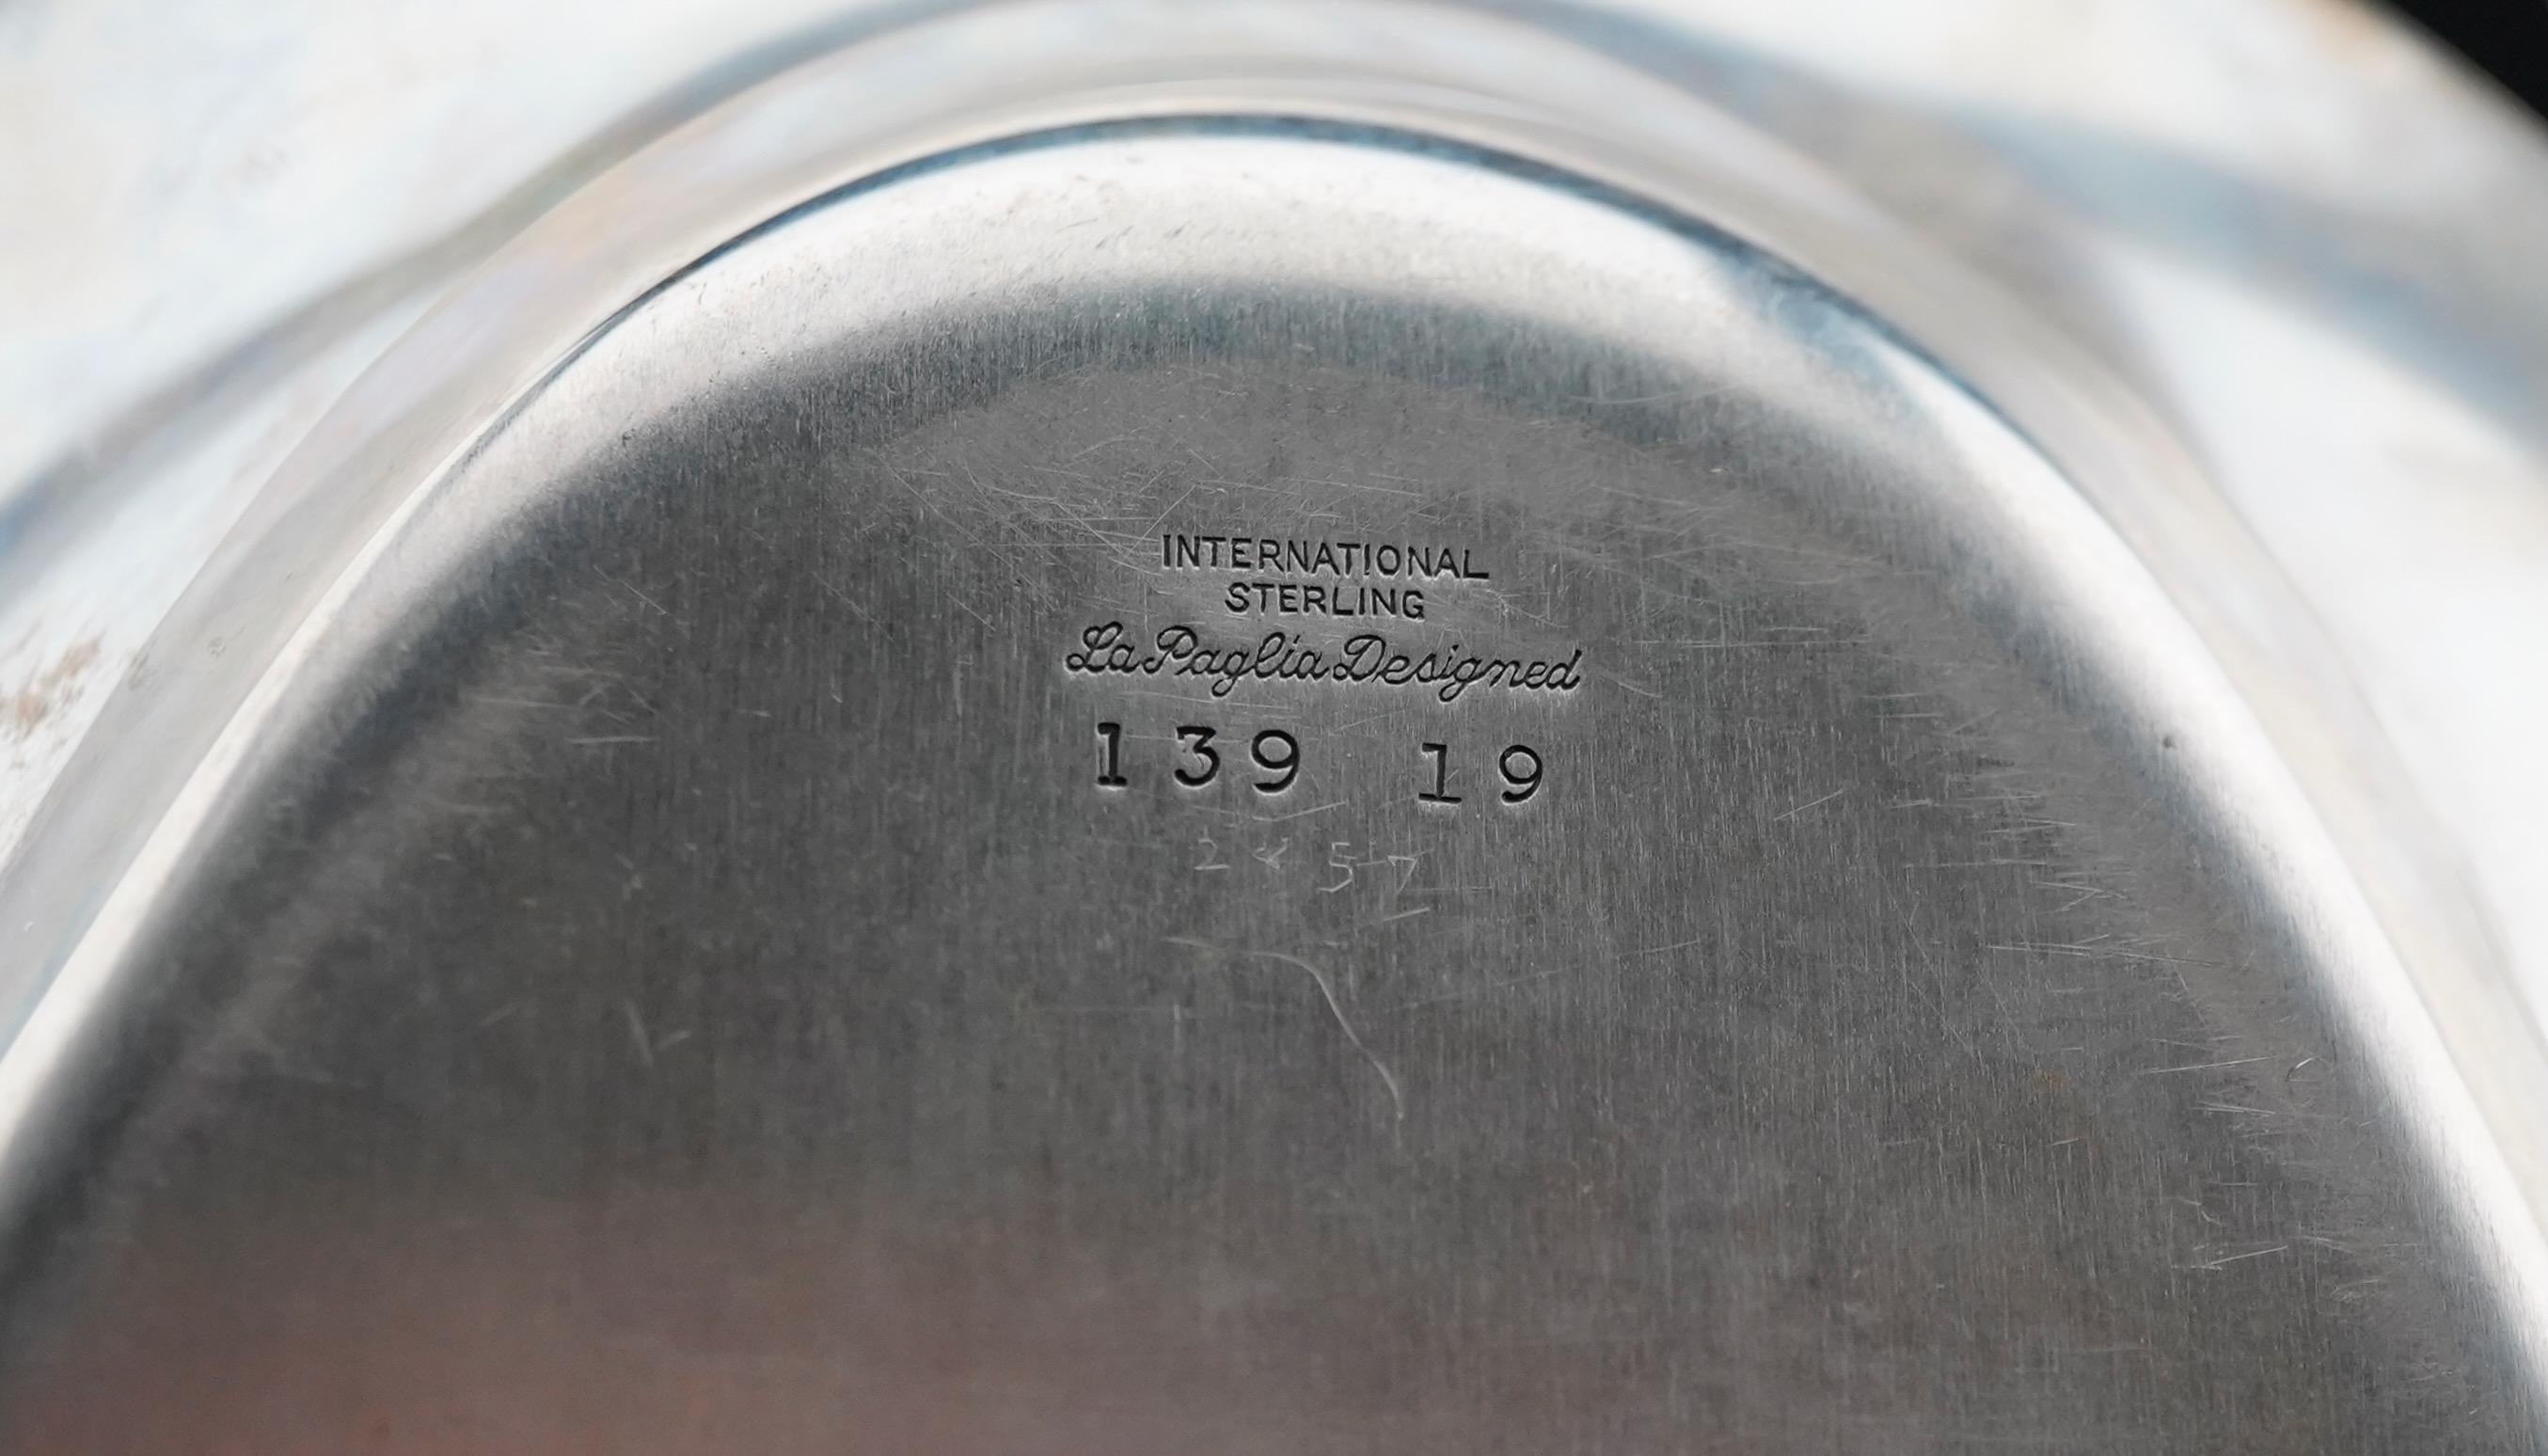 INTERNATIONAL
STERLING
La Paglia Designed
139 19